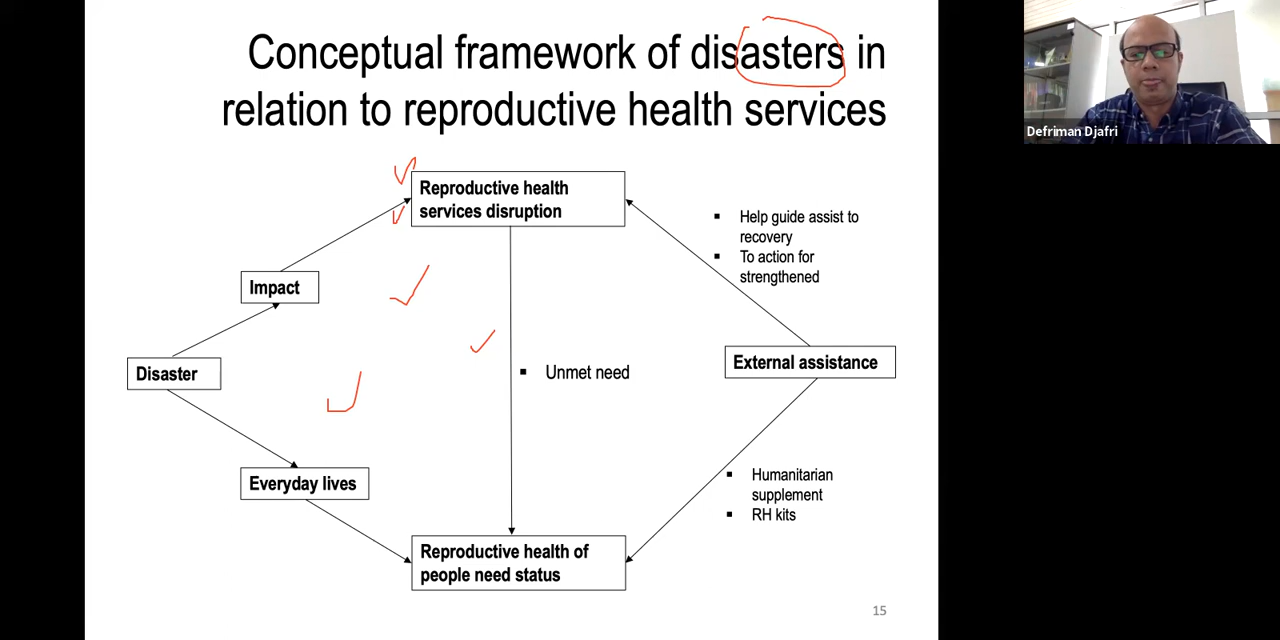 Conceptual framework of disasters in
relation to reproductive health services
Defriman Djafri
Reproductive health
services disruption
▪ Help guide assist to
recovery
▪ To action for
strengthened
Impact
Disaster
▪ Unmet need
External assistance
Everyday lives
▪ Humanitarian
supplement
▪ RH kits
Reproductive health of
people need status
15